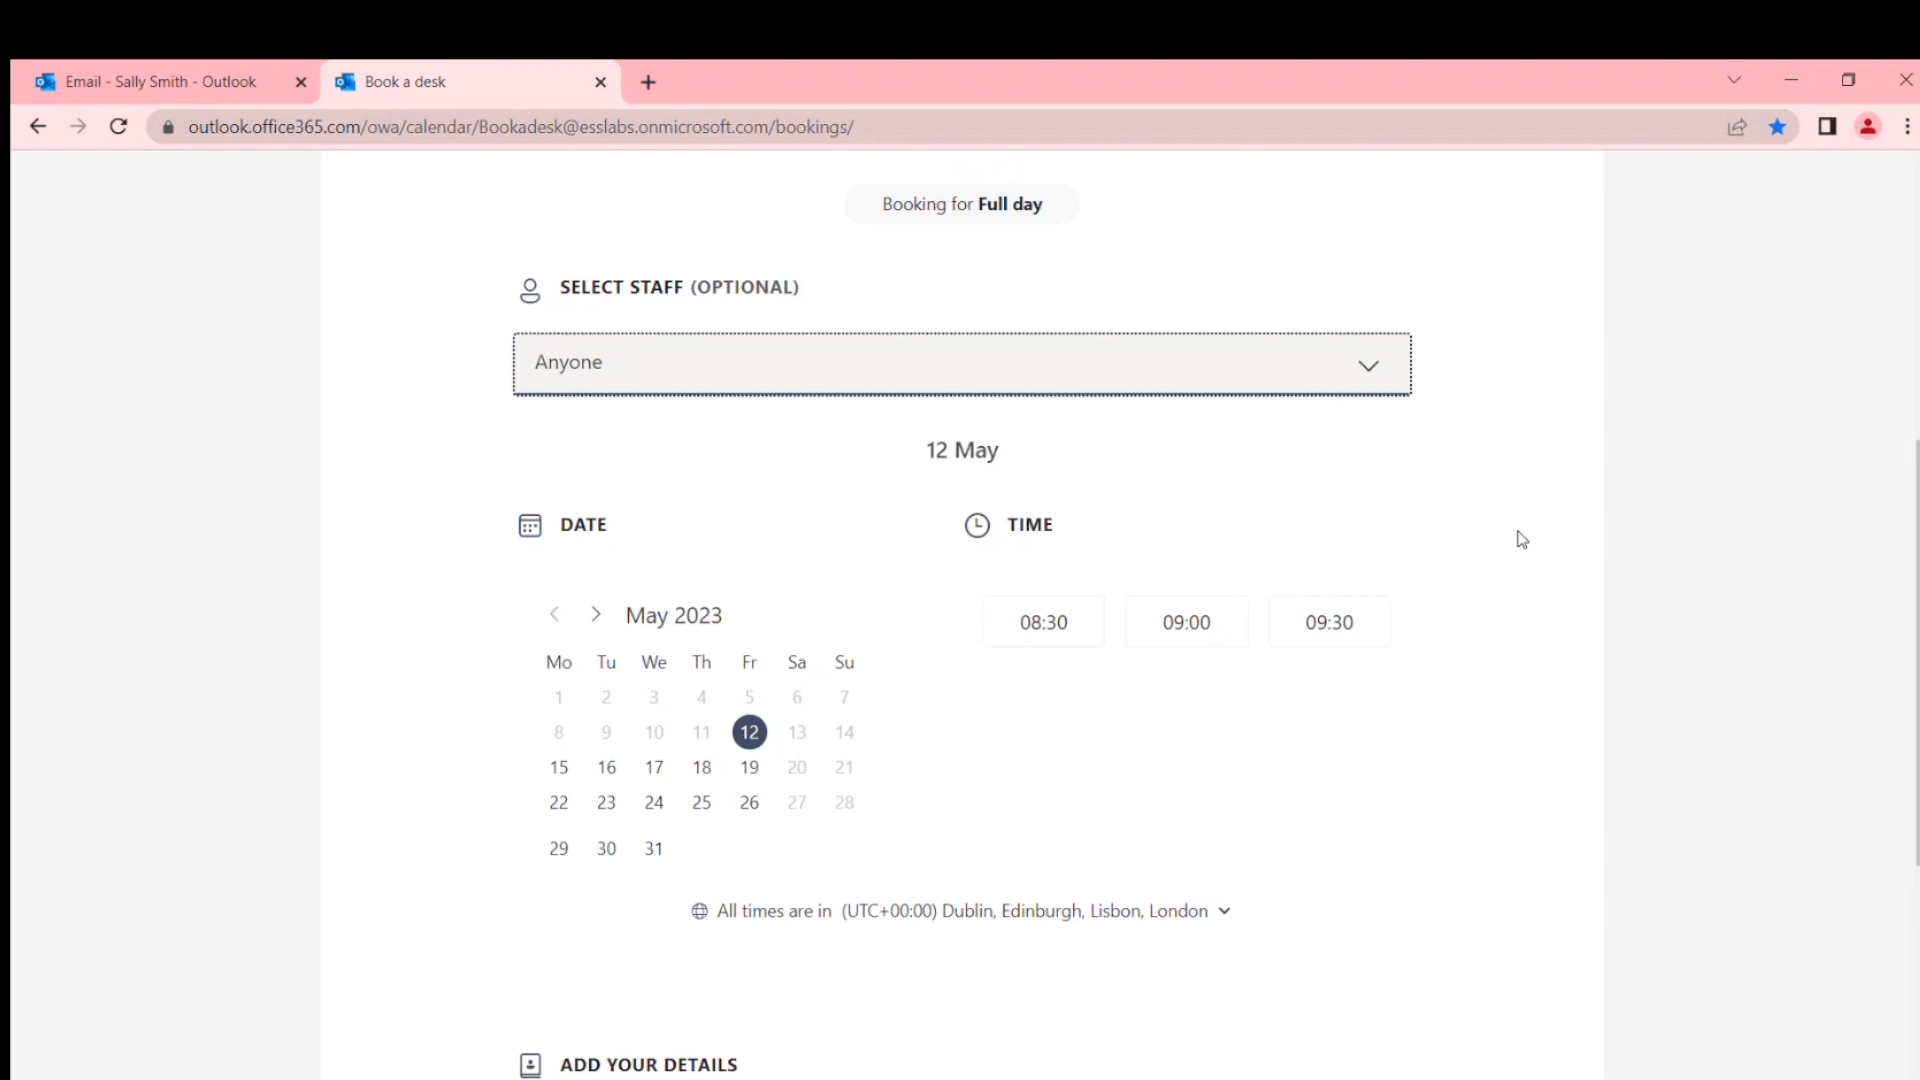 Email - Sally Smith - Outlook
Book a desk
outlook.office365.com/owa/calendar/Bookadesk@esslabs.onmicrosoft.com/bookings/
Booking for Full day
SELECT STAFF (OPTIONAL)
Anyone
12 May
DATE
TIME
May 2023
08:30 09:00 09:30
Mo Tu We Th Fr Sa Su
1 2 3 4 5 6 7
8 9 10 11 12 13 14
15 16 17 18 19 20 21
22 23 24 25 26 27 28
29 30 31
All times are in (UTC+00:00) Dublin, Edinburgh, Lisbon, London
ADD YOUR DETAILS